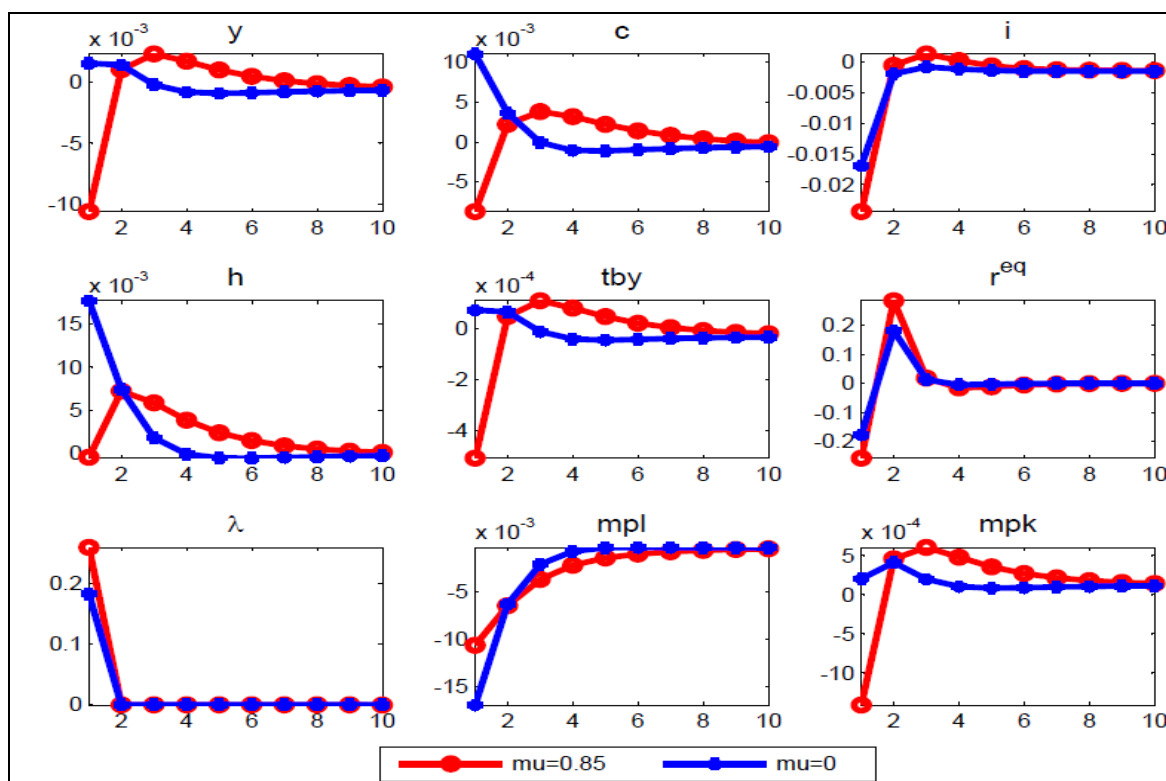 y c i
x 10^-3 x 10^-3
0 10 0
-5 5 -0.005
-10 0 -0.01
-5 -0.015
-0.02
2 4 6 8 10 2 4 6 8 10 2 4 6 8 10
h tby r^eq
x 10^-3 x 10^-4
15 0 0.2
10 -2 0.1
5 -4 0
0 -0.1
-0.2
2 4 6 8 10 2 4 6 8 10 2 4 6 8 10
λ mpl mpk
x 10^-3 x 10^-4
0.2 -5 5
0.1 -10 0
0 -15 -5
-10
2 4 6 8 10 2 4 6 8 10 2 4 6 8 10
mu=0.85 mu=0